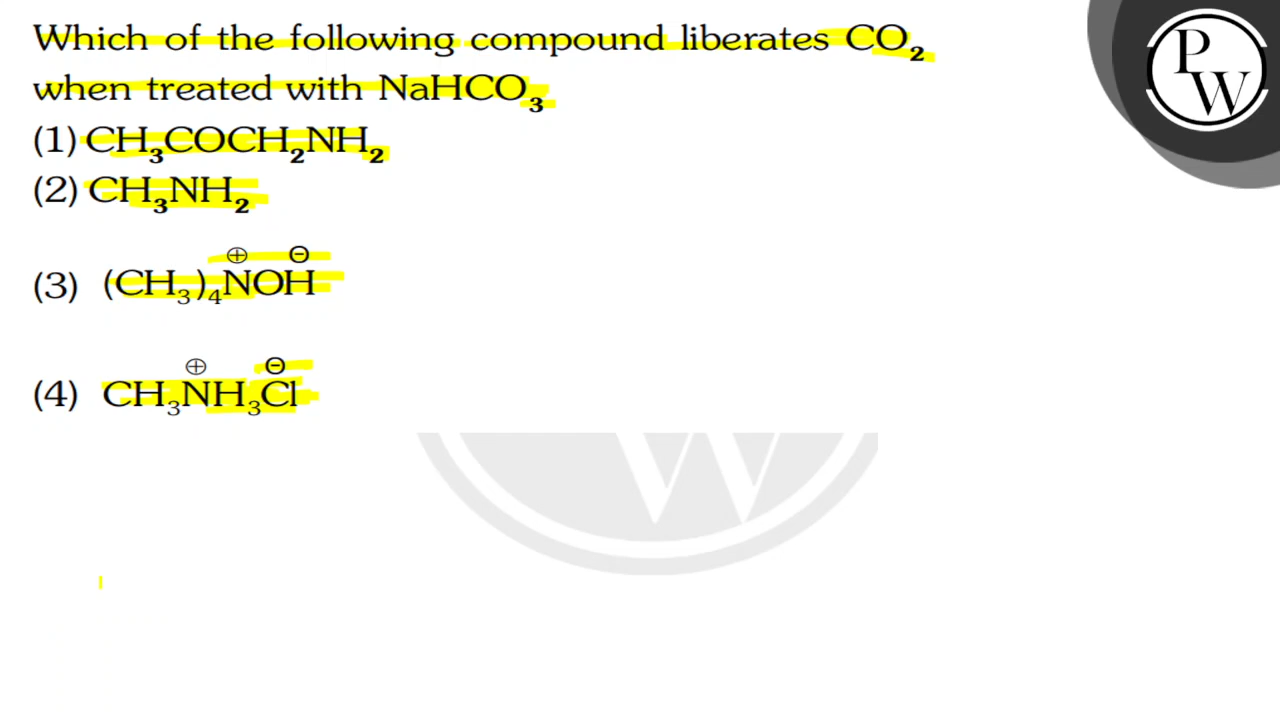 Which of the following compound liberates CO₂
when treated with NaHCO₃
(1) CH₃COCH₂NH₂
(2) CH₃NH₂
(3) (CH₃)₄N⊕OH⊖
(4) CH₃N⊕H₃Cl⊖
PW
W